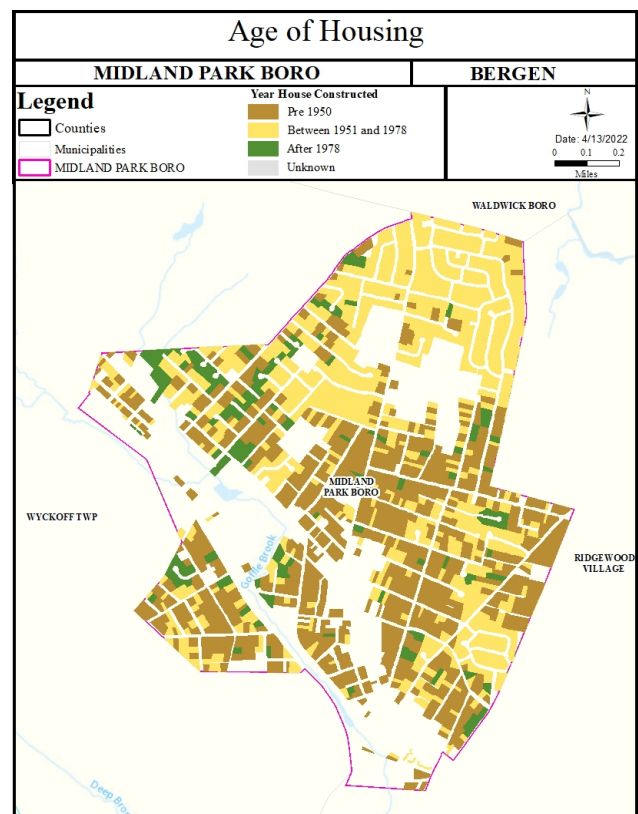 Age of Housing
MIDLAND PARK BORO
BERGEN
Legend
Counties
Municipalities
MIDLAND PARK BORO
Year House Constructed
Pre 1950
Between 1951 and 1978
After 1978
Unknown
N
Date: 4/13/2022
0 0.1 0.2
Miles
WALDWICK BORO
MIDLAND
PARK BORO
WYCKOFF TWP
RIDGEWOOD
VILLAGE
Goffle Brook
Deep Broo